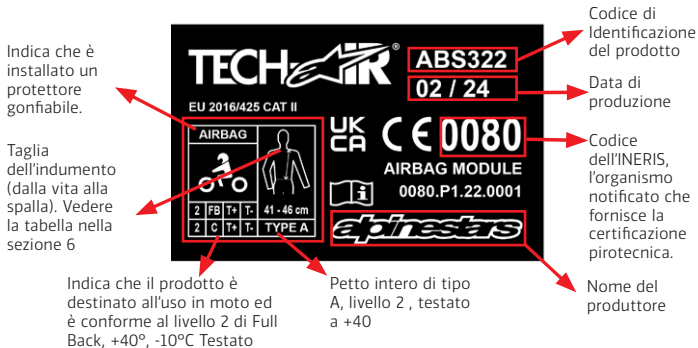 Codice di
Identificazione
del prodotto
Indica che è
installato un
protettore
gonfiabile.
TECH-AIR®
ABS322
02 / 24
Data di
produzione
EU 2016/425 CAT II
AIRBAG
UK
CA
CE 0080
Codice
dell'INERIS,
l'organismo
notificato che
fornisce la
certificazione
pirotecnica.
Taglia
dell'indumento
(dalla vita alla
spalla). Vedere
la tabella nella
sezione 6
AIRBAG MODULE
i
0080.P1.22.0001
2 FB T+ T- 41 - 46 cm
2 C T+ T- TYPE A
alpinestars
Indica che il prodotto è
destinato all'uso in moto ed
è conforme al livello 2 di Full
Back, +40°, -10°C Testato
Petto intero di tipo
A, livello 2 , testato
a +40
Nome del
produttore